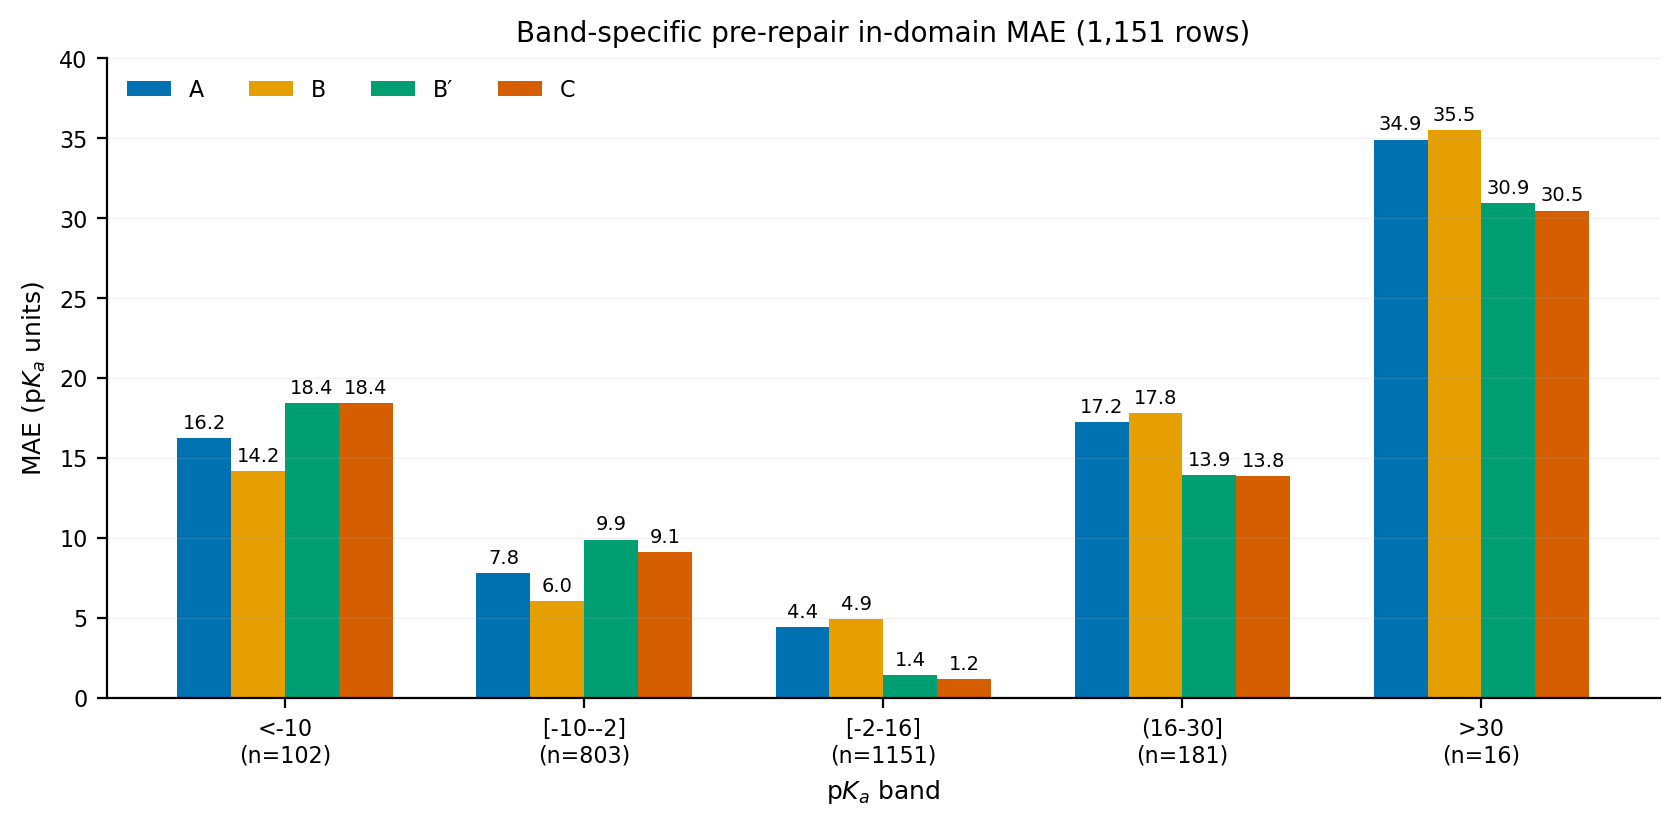 Band-specific pre-repair in-domain MAE (1,151 rows)
A B B′ C
MAE (pKₐ units)
40
35
30
25
20
15
10
5
0
16.2 14.2 18.4 18.4
7.8 6.0 9.9 9.1
4.4 4.9 1.4 1.2
17.2 17.8 13.9 13.8
34.9 35.5 30.9 30.5
<-10
(n=102)
[-10--2]
(n=803)
[-2-16]
(n=1151)
(16-30]
(n=181)
>30
(n=16)
pKₐ band